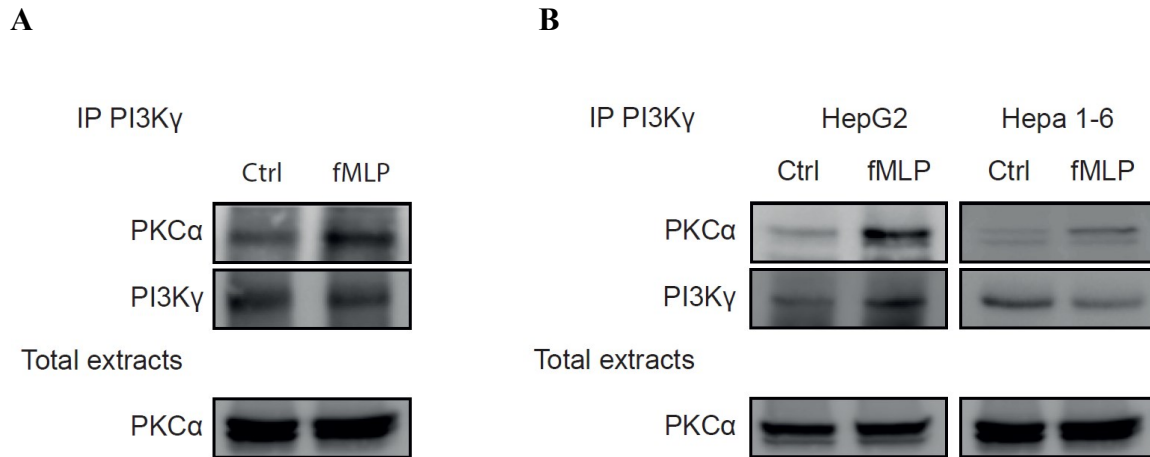 A
IP PI3Kγ
Ctrl fMLP
PKCα
PI3Kγ
Total extracts
PKCα
B
IP PI3Kγ HepG2 Hepa 1-6
Ctrl fMLP Ctrl fMLP
PKCα
PI3Kγ
Total extracts
PKCα